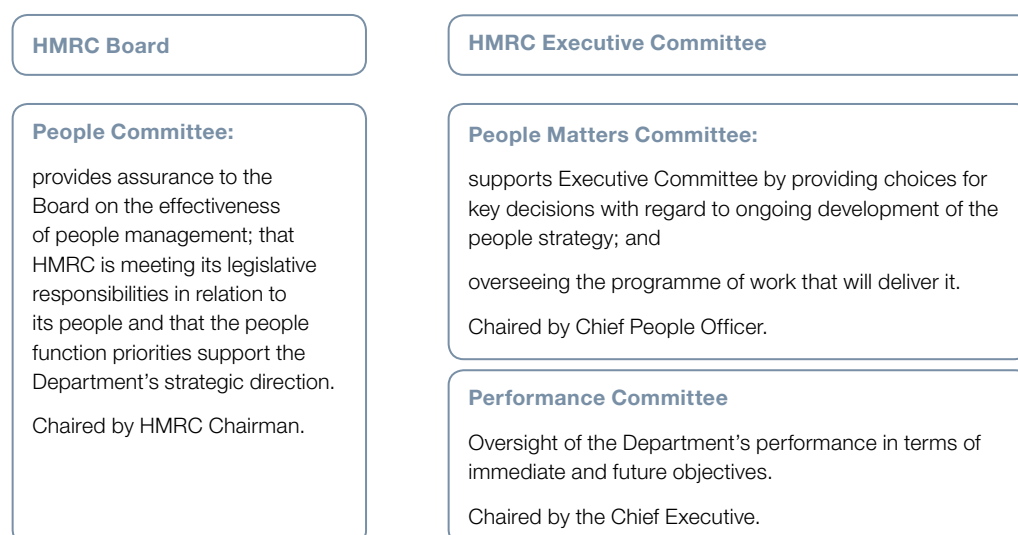 HMRC Board
People Committee:
provides assurance to the
Board on the effectiveness
of people management; that
HMRC is meeting its legislative
responsibilities in relation to
its people and that the people
function priorities support the
Department’s strategic direction.
Chaired by HMRC Chairman.
HMRC Executive Committee
People Matters Committee:
supports Executive Committee by providing choices for
key decisions with regard to ongoing development of the
people strategy; and
overseeing the programme of work that will deliver it.
Chaired by Chief People Officer.
Performance Committee
Oversight of the Department’s performance in terms of
immediate and future objectives.
Chaired by the Chief Executive.